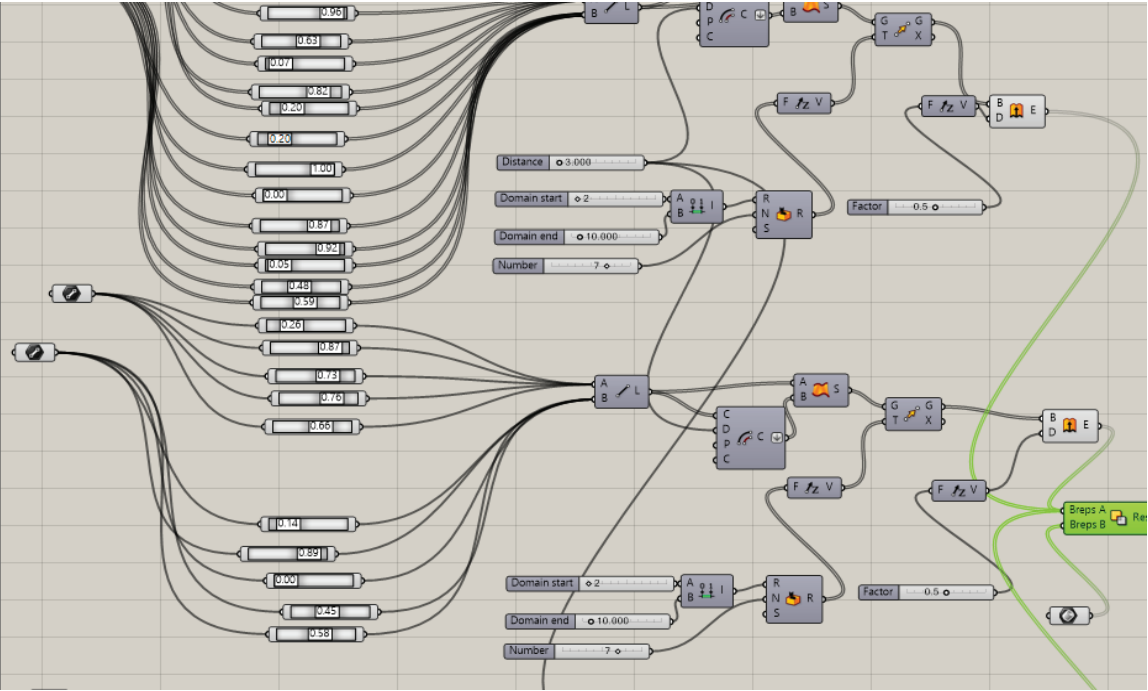 0.96
0.63
0.07
0.82
0.20
0.20
1.00
0.00
0.87
0.92
0.05
0.48
0.59
0.26
0.87
0.73
0.76
0.66
0.14
0.89
0.00
0.45
0.58
B L
D
P C
C
B S
G G
T X
F V
F V
B E
D
Distance 3.000
Domain start 2
Domain end 10.000
Number 7
A I
B
R
N R
S
Factor 0.5
A L
B
A S
B
C
D
P C
C
G G
T X
B E
D
F V
F V
Breps A
Breps B
Res
Domain start 2
Domain end 10.000
Number 7
A I
B
R
N R
S
Factor 0.5